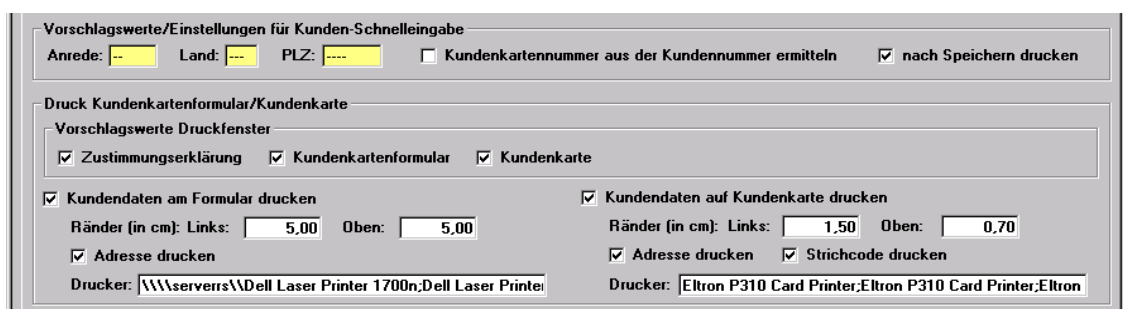 Vorschlagswerte/Einstellungen für Kunden-Schnelleingabe
Anrede: -- Land: --- PLZ: ---- Kundenkartennummer aus der Kundennummer ermitteln nach Speichern drucken
Druck Kundenkartenformular/Kundenkarte
Vorschlagswerte Druckfenster
Zustimmungserklärung Kundenkartenformular Kundenkarte
Kundendaten am Formular drucken Kundendaten auf Kundenkarte drucken
Ränder (in cm): Links: 5,00 Oben: 5,00 Ränder (in cm): Links: 1,50 Oben: 0,70
Adresse drucken Adresse drucken Strichcode drucken
Drucker: \\\\serverrs\\Dell Laser Printer 1700n;Dell Laser Printer Drucker: Eltron P310 Card Printer;Eltron P310 Card Printer;Eltron